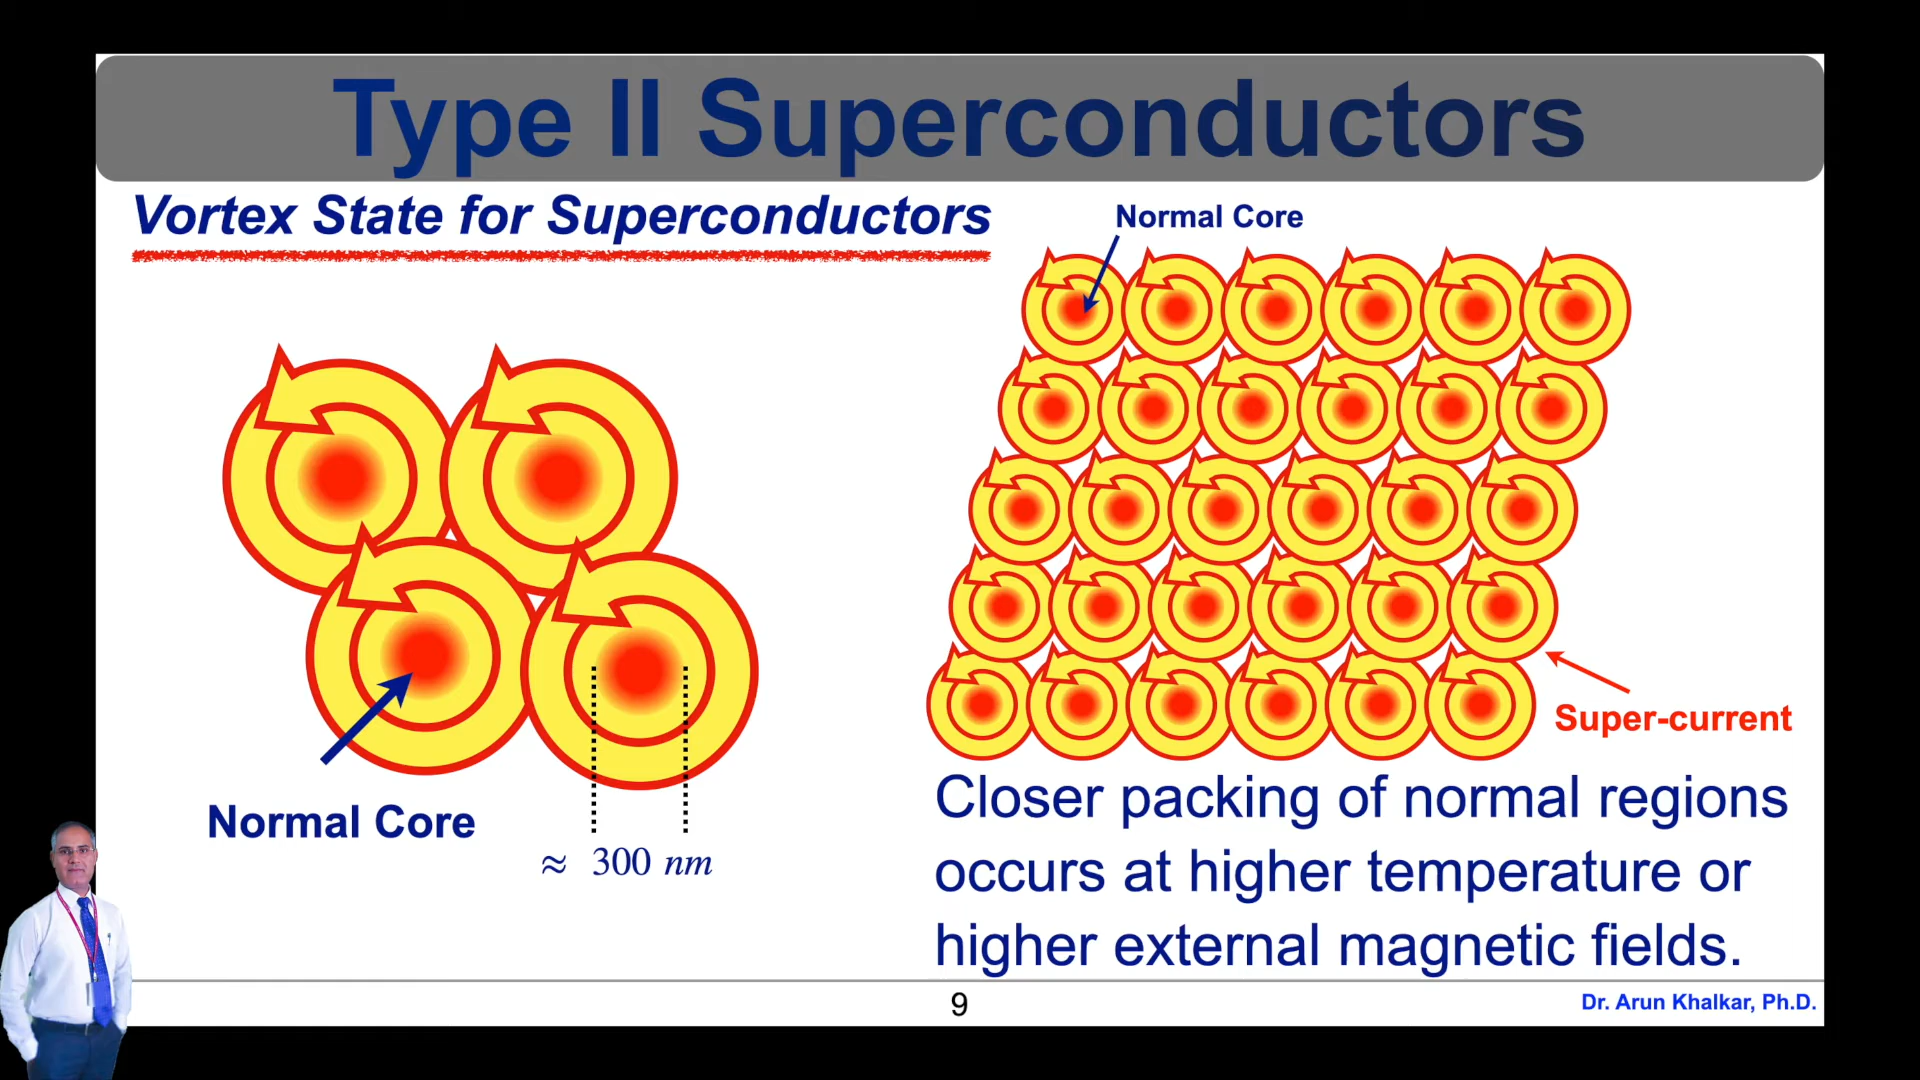 Type II Superconductors
Vortex State for Superconductors
Normal Core
Super-current
Normal Core
≈ 300 nm
Closer packing of normal regions
occurs at higher temperature or
higher external magnetic fields.
9
Dr. Arun Khalkar, Ph.D.